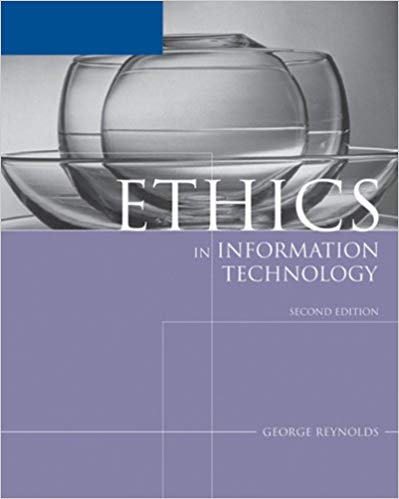 ETHICS
IN INFORMATION
TECHNOLOGY
SECOND EDITION
GEORGE REYNOLDS